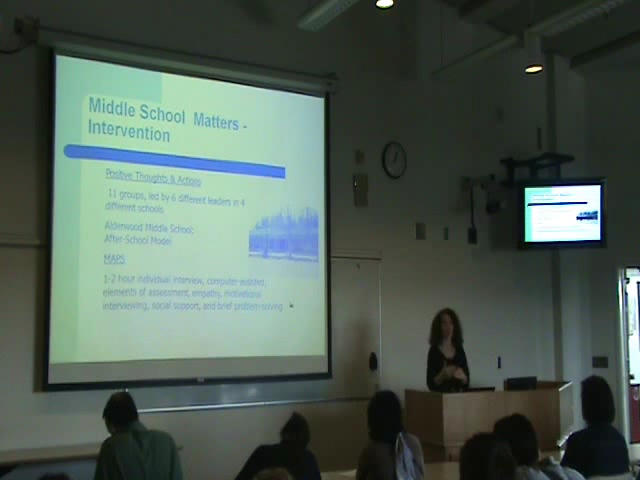 Middle School Matters -
Intervention
Positive Thoughts & Actions
11 groups, led by 6 different leaders in 4
different schools
Alderwood Middle School:
After-School Model
MAPS
1-2 hour individual interview, computer-assisted,
elements of assessment, empathy, motivational
interviewing, social support, and brief problem-solving